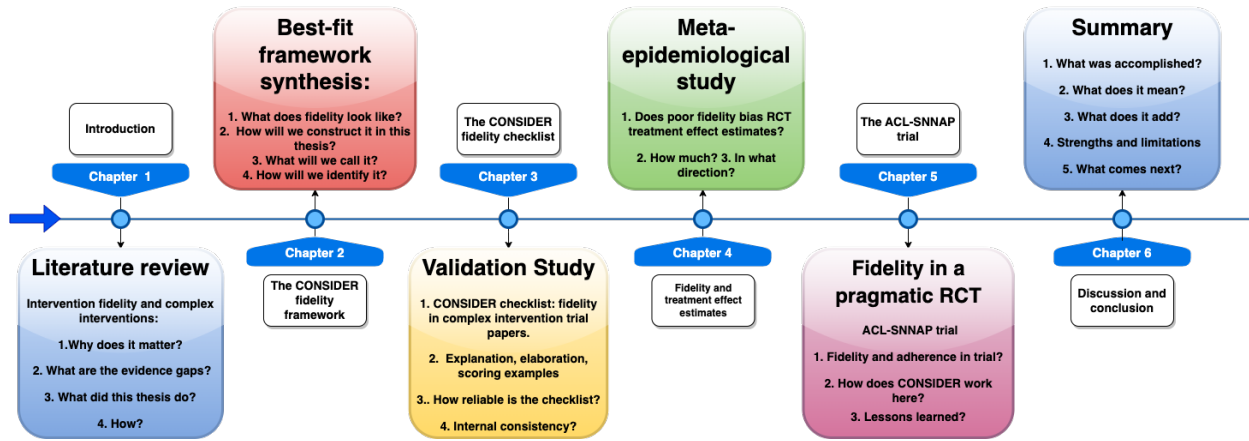 Introduction
Chapter 1
Literature review
Intervention fidelity and complex
interventions:
1.Why does it matter?
2. What are the evidence gaps?
3. What did this thesis do?
4. How?
Best-fit
framework
synthesis:
1. What does fidelity look like?
2. How will we construct it in this
thesis?
3. What will we call it?
4. How will we identify it?
Chapter 2
The CONSIDER
fidelity
framework
The CONSIDER
fidelity checklist
Chapter 3
Validation Study
1. CONSIDER checklist: fidelity
in complex intervention trial
papers.
2. Explanation, elaboration,
scoring examples
3.. How reliable is the checklist?
4. Internal consistency?
Meta-
epidemiological
study
1. Does poor fidelity bias RCT
treatment effect estimates?
2. How much? 3. In what
direction?
Chapter 4
Fidelity and
treatment effect
estimates
The ACL-SNNAP
trial
Chapter 5
Fidelity in a
pragmatic RCT
ACL-SNNAP trial
1. Fidelity and adherence in trial?
2. How does CONSIDER work
here?
3. Lessons learned?
Summary
1. What was accomplished?
2. What does it mean?
3. What does it add?
4. Strengths and limitations
5. What comes next?
Chapter 6
Discussion and
conclusion